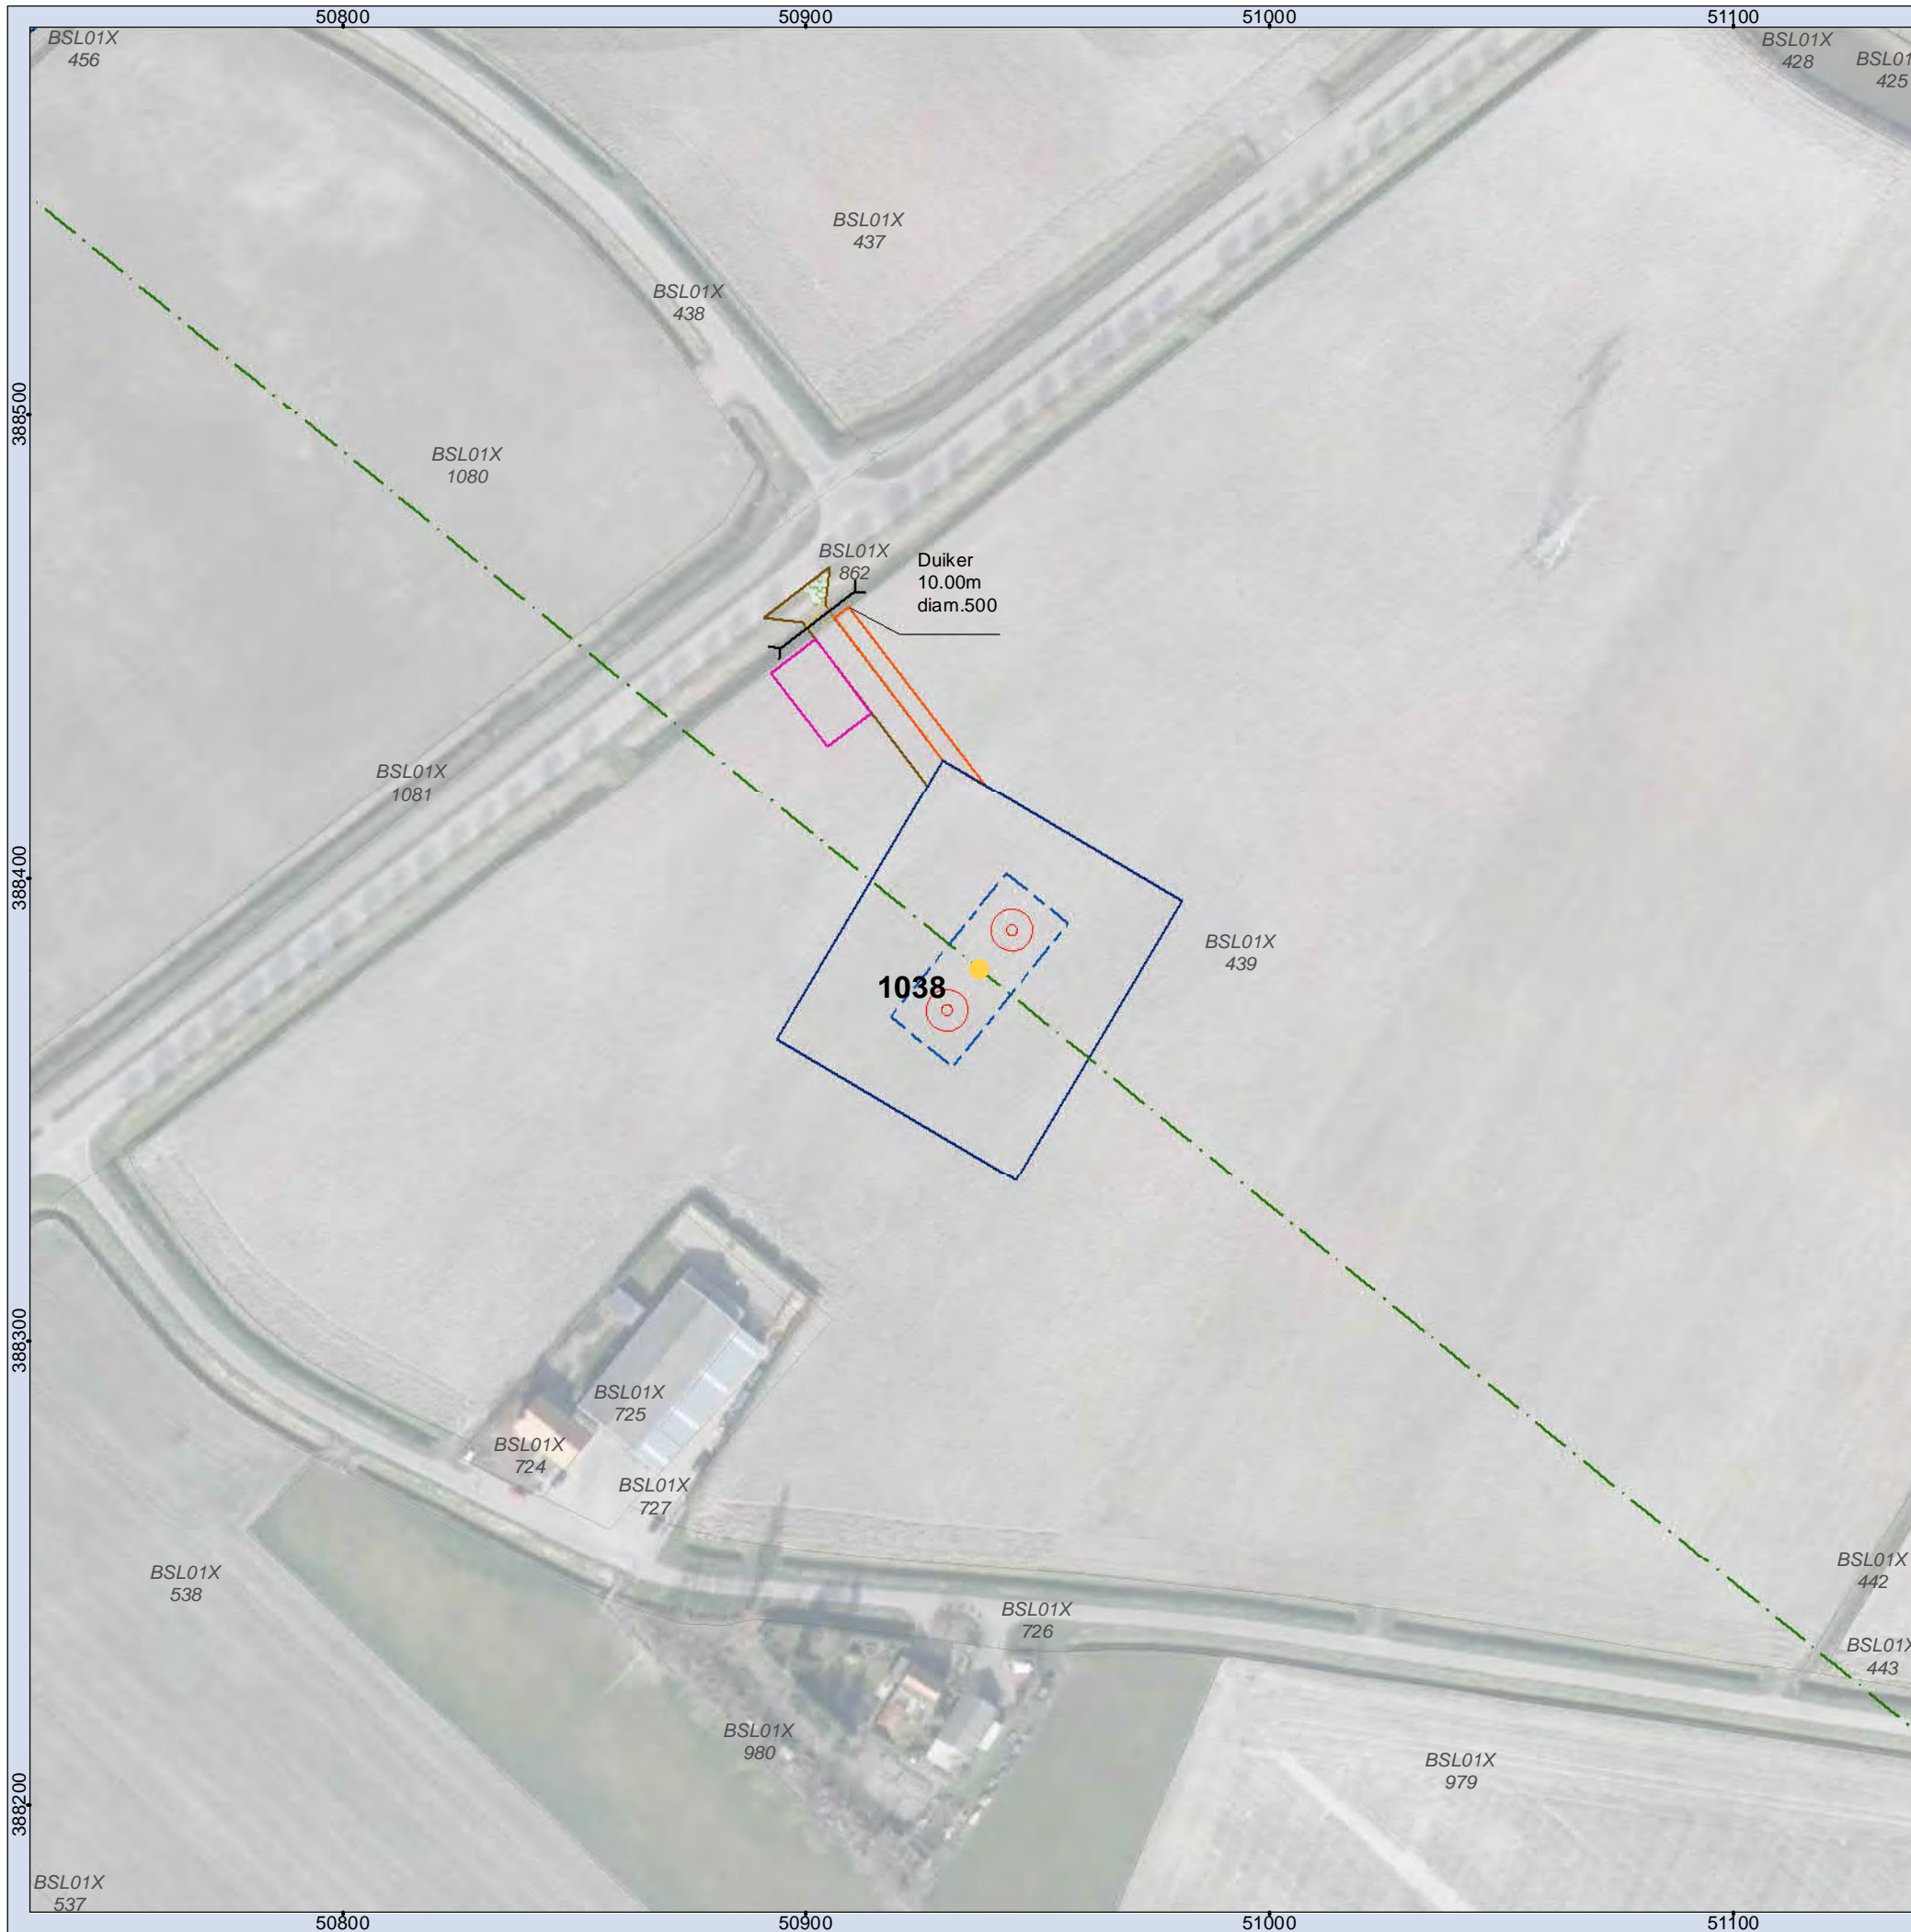 50800
50900
51000
51100
BSL01X
456
BSL01X
428
BSL01
425
BSL01X
437
BSL01X
438
388500
BSL01X
1080
BSL01X
862
Duiker
10.00m
diam.500
BSL01X
1081
388400
BSL01X
439
1038
388300
BSL01X
725
BSL01X
724
BSL01X
727
BSL01X
538
BSL01X
442
BSL01X
726
BSL01X
443
BSL01X
980
BSL01X
979
388200
BSL01X
537
50800
50900
51000
51100